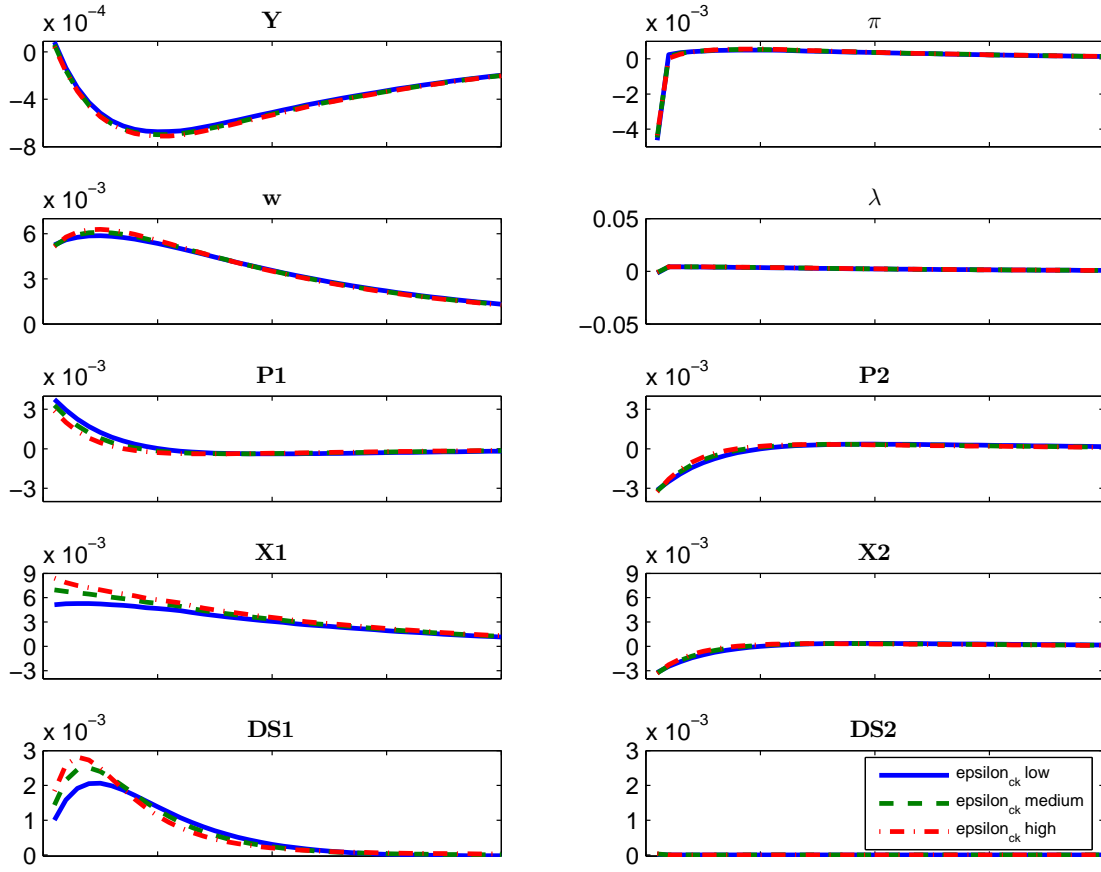 x 10⁻⁴
Y
0
−4
−8
x 10⁻³
π
0
−2
−4
x 10⁻³
w
6
3
0
λ
0.05
0
−0.05
x 10⁻³
P1
3
0
−3
x 10⁻³
P2
3
0
−3
x 10⁻³
X1
9
6
3
0
−3
x 10⁻³
X2
9
6
3
0
−3
x 10⁻³
DS1
3
2
1
0
x 10⁻³
DS2
3
2
1
0
epsilon_ck low
epsilon_ck medium
epsilon_ck high